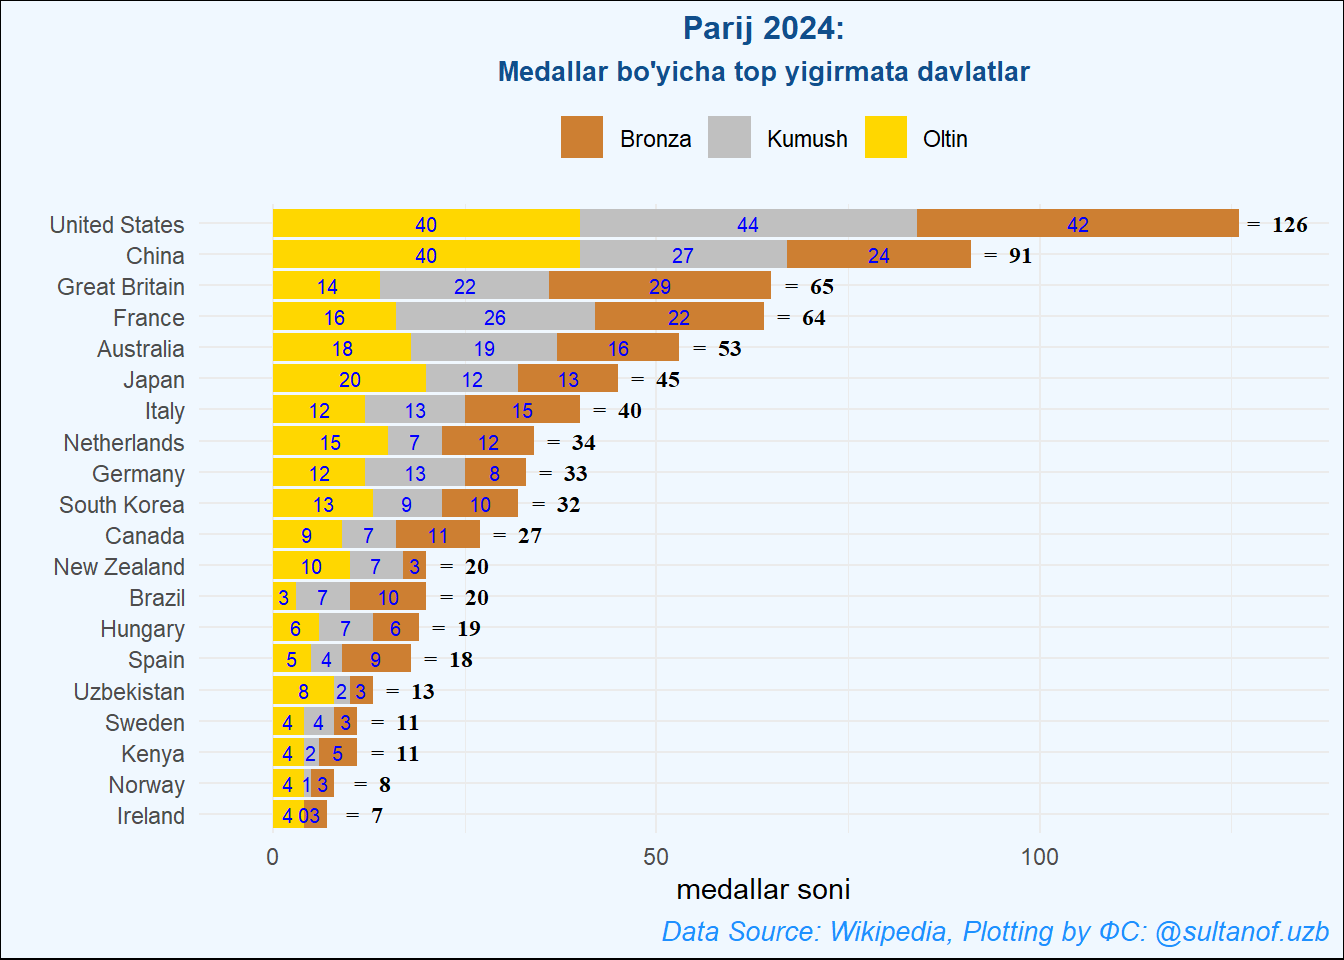 Parij 2024:
Medallar bo'yicha top yigirmata davlatlar
Bronza Kumush Oltin
United States 40 44 42 = 126
China 40 27 24 = 91
Great Britain 14 22 29 = 65
France 16 26 22 = 64
Australia 18 19 16 = 53
Japan 20 12 13 = 45
Italy 12 13 15 = 40
Netherlands 15 7 12 = 34
Germany 12 13 8 = 33
South Korea 13 9 10 = 32
Canada 9 7 11 = 27
New Zealand 10 7 3 = 20
Brazil 3 7 10 = 20
Hungary 6 7 6 = 19
Spain 5 4 9 = 18
Uzbekistan 8 2 3 = 13
Sweden 4 4 3 = 11
Kenya 4 2 5 = 11
Norway 4 1 3 = 8
Ireland 4 0 3 = 7
0 50 100
medallar soni
Data Source: Wikipedia, Plotting by ФС: @sultanof.uzb